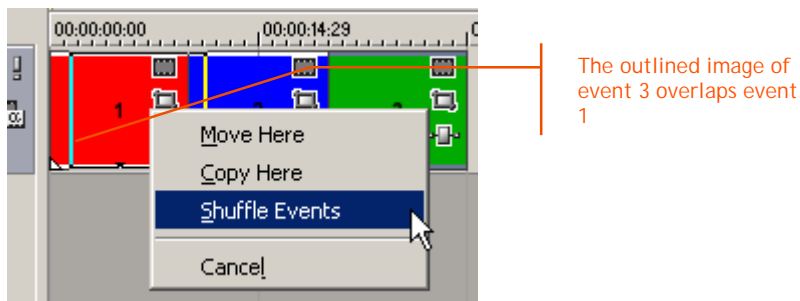 00:00:00:00
00:00:14:29
1
Move Here
Copy Here
Shuffle Events
Cancel
The outlined image of
event 3 overlaps event
1